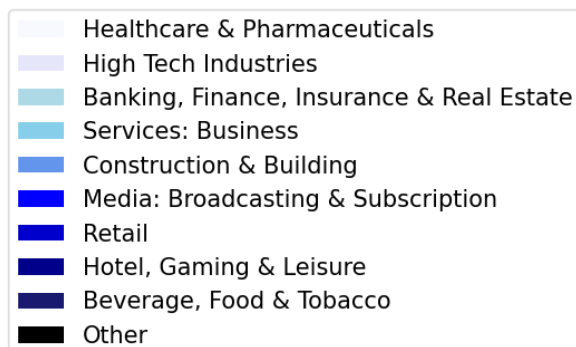 Healthcare & Pharmaceuticals
High Tech Industries
Banking, Finance, Insurance & Real Estate
Services: Business
Construction & Building
Media: Broadcasting & Subscription
Retail
Hotel, Gaming & Leisure
Beverage, Food & Tobacco
Other